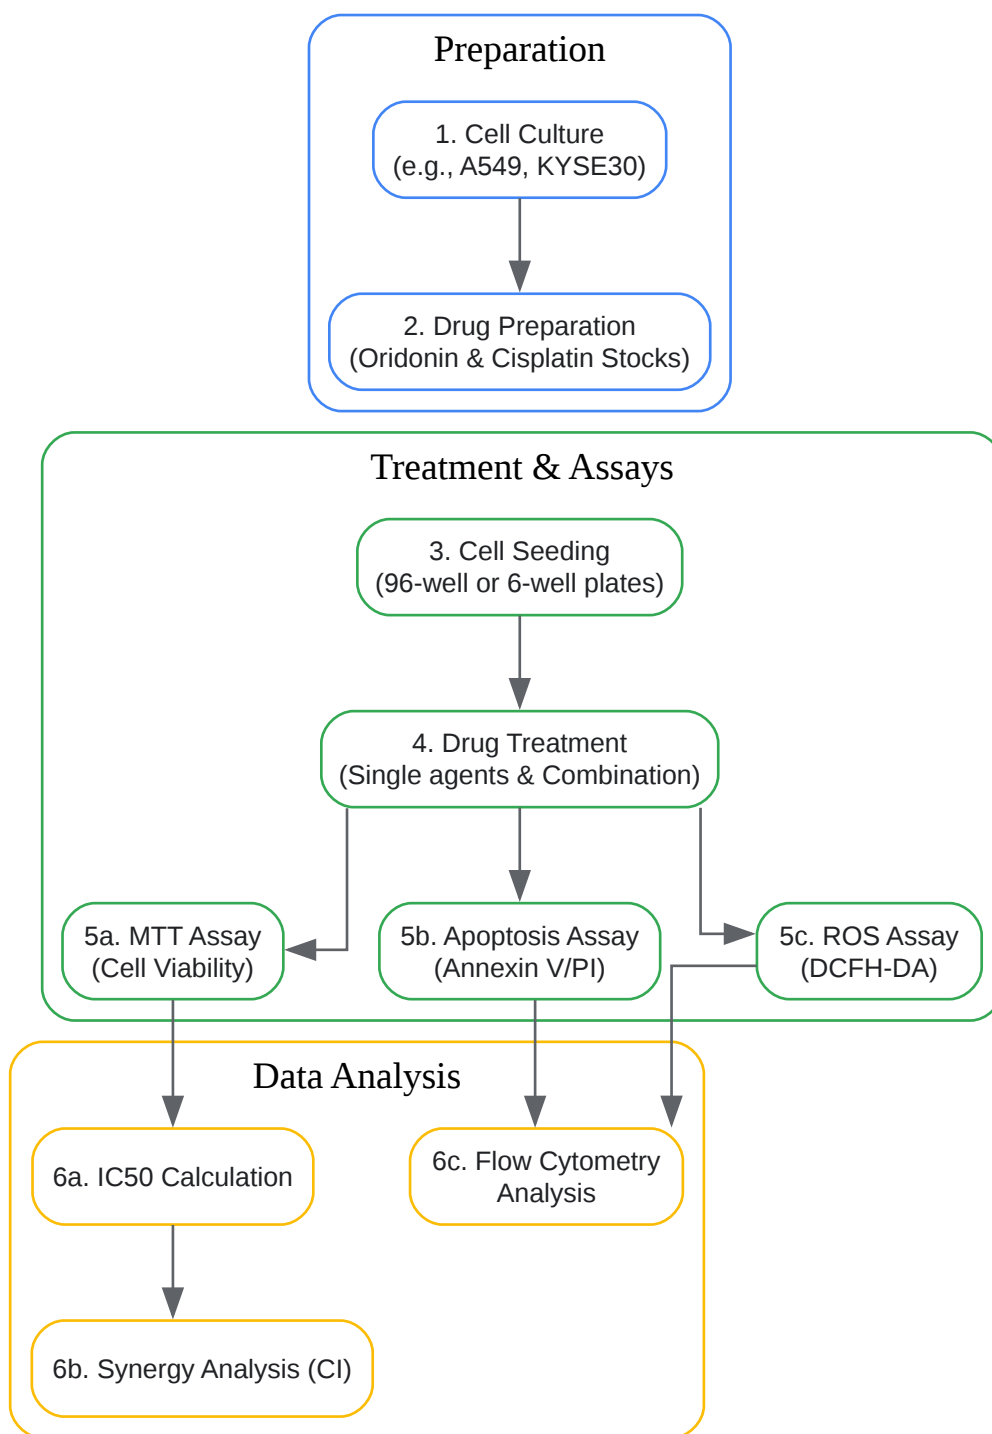 Preparation
1. Cell Culture
(e.g., A549, KYSE30)
2. Drug Preparation
(Oridonin & Cisplatin Stocks)
Treatment & Assays
3. Cell Seeding
(96-well or 6-well plates)
4. Drug Treatment
(Single agents & Combination)
5a. MTT Assay
(Cell Viability)
5b. Apoptosis Assay
(Annexin V/PI)
5c. ROS Assay
(DCFH-DA)
Data Analysis
6a. IC50 Calculation
6c. Flow Cytometry
Analysis
6b. Synergy Analysis (CI)